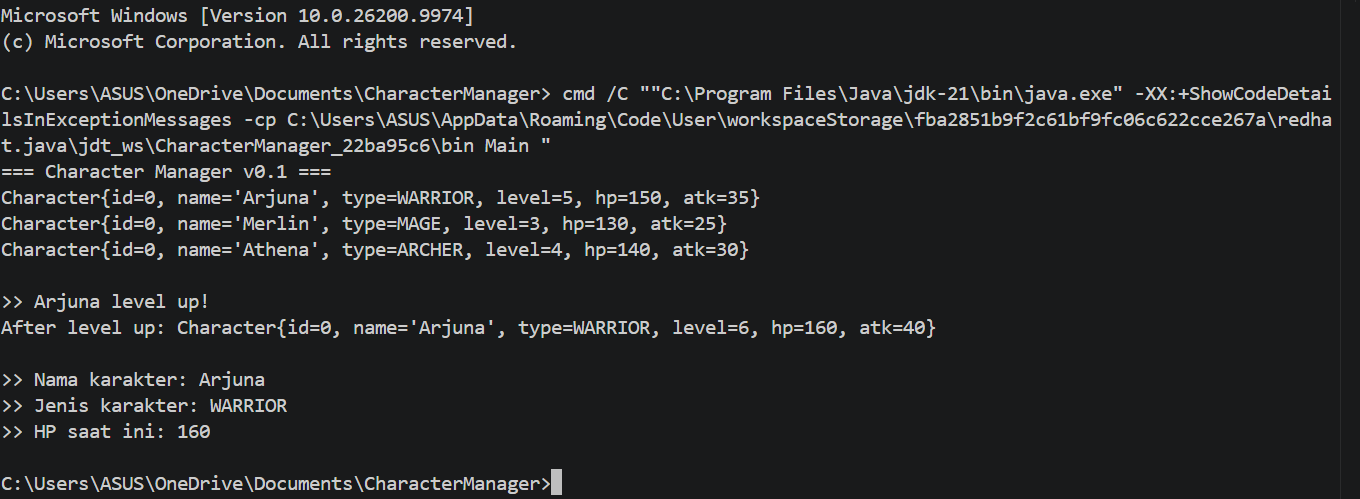 Microsoft Windows [Version 10.0.26200.9974]
(c) Microsoft Corporation. All rights reserved.
C:\Users\ASUS\OneDrive\Documents\CharacterManager> cmd /C ""C:\Program Files\Java\jdk-21\bin\java.exe" -XX:+ShowCodeDetai
lsInExceptionMessages -cp C:\Users\ASUS\AppData\Roaming\Code\User\workspaceStorage\fba2851b9f2c61bf9fc06c622cce267a\redha
t.java\jdt_ws\CharacterManager_22ba95c6\bin Main "
=== Character Manager v0.1 ===
Character{id=0, name='Arjuna', type=WARRIOR, level=5, hp=150, atk=35}
Character{id=0, name='Merlin', type=MAGE, level=3, hp=130, atk=25}
Character{id=0, name='Athena', type=ARCHER, level=4, hp=140, atk=30}
>> Arjuna level up!
After level up: Character{id=0, name='Arjuna', type=WARRIOR, level=6, hp=160, atk=40}
>> Nama karakter: Arjuna
>> Jenis karakter: WARRIOR
>> HP saat ini: 160
C:\Users\ASUS\OneDrive\Documents\CharacterManager>